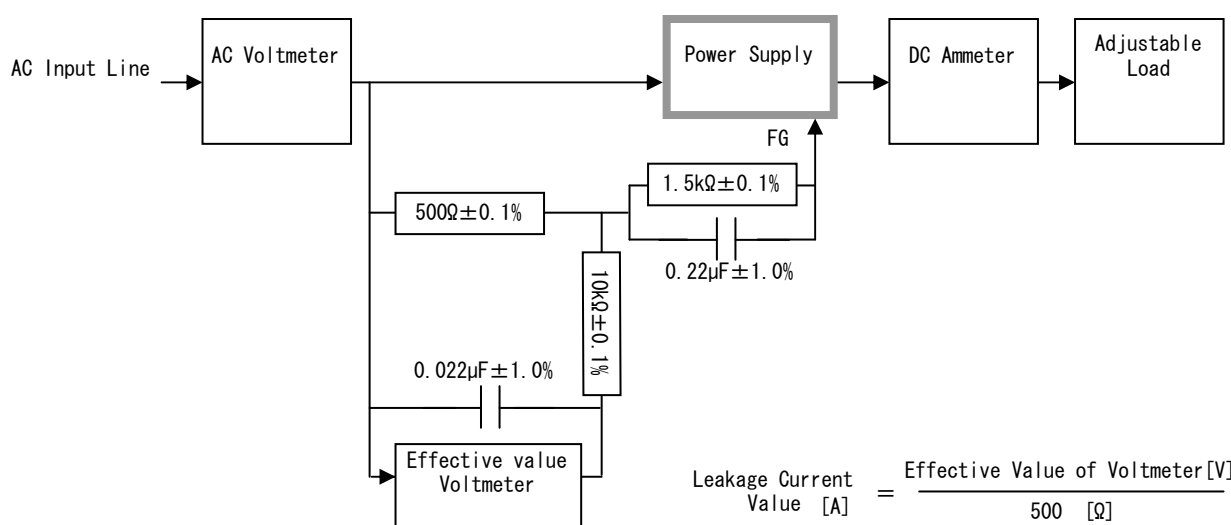 AC Input Line
AC Voltmeter
Power Supply
DC Ammeter
Adjustable
Load
FG
1.5kΩ±0.1%
500Ω±0.1%
0.22μF±1.0%
10kΩ±0.1%
0.022μF±1.0%
Effective value
Voltmeter
Leakage Current
Value [A]
=
Effective Value of Voltmeter[V]
500 [Ω]